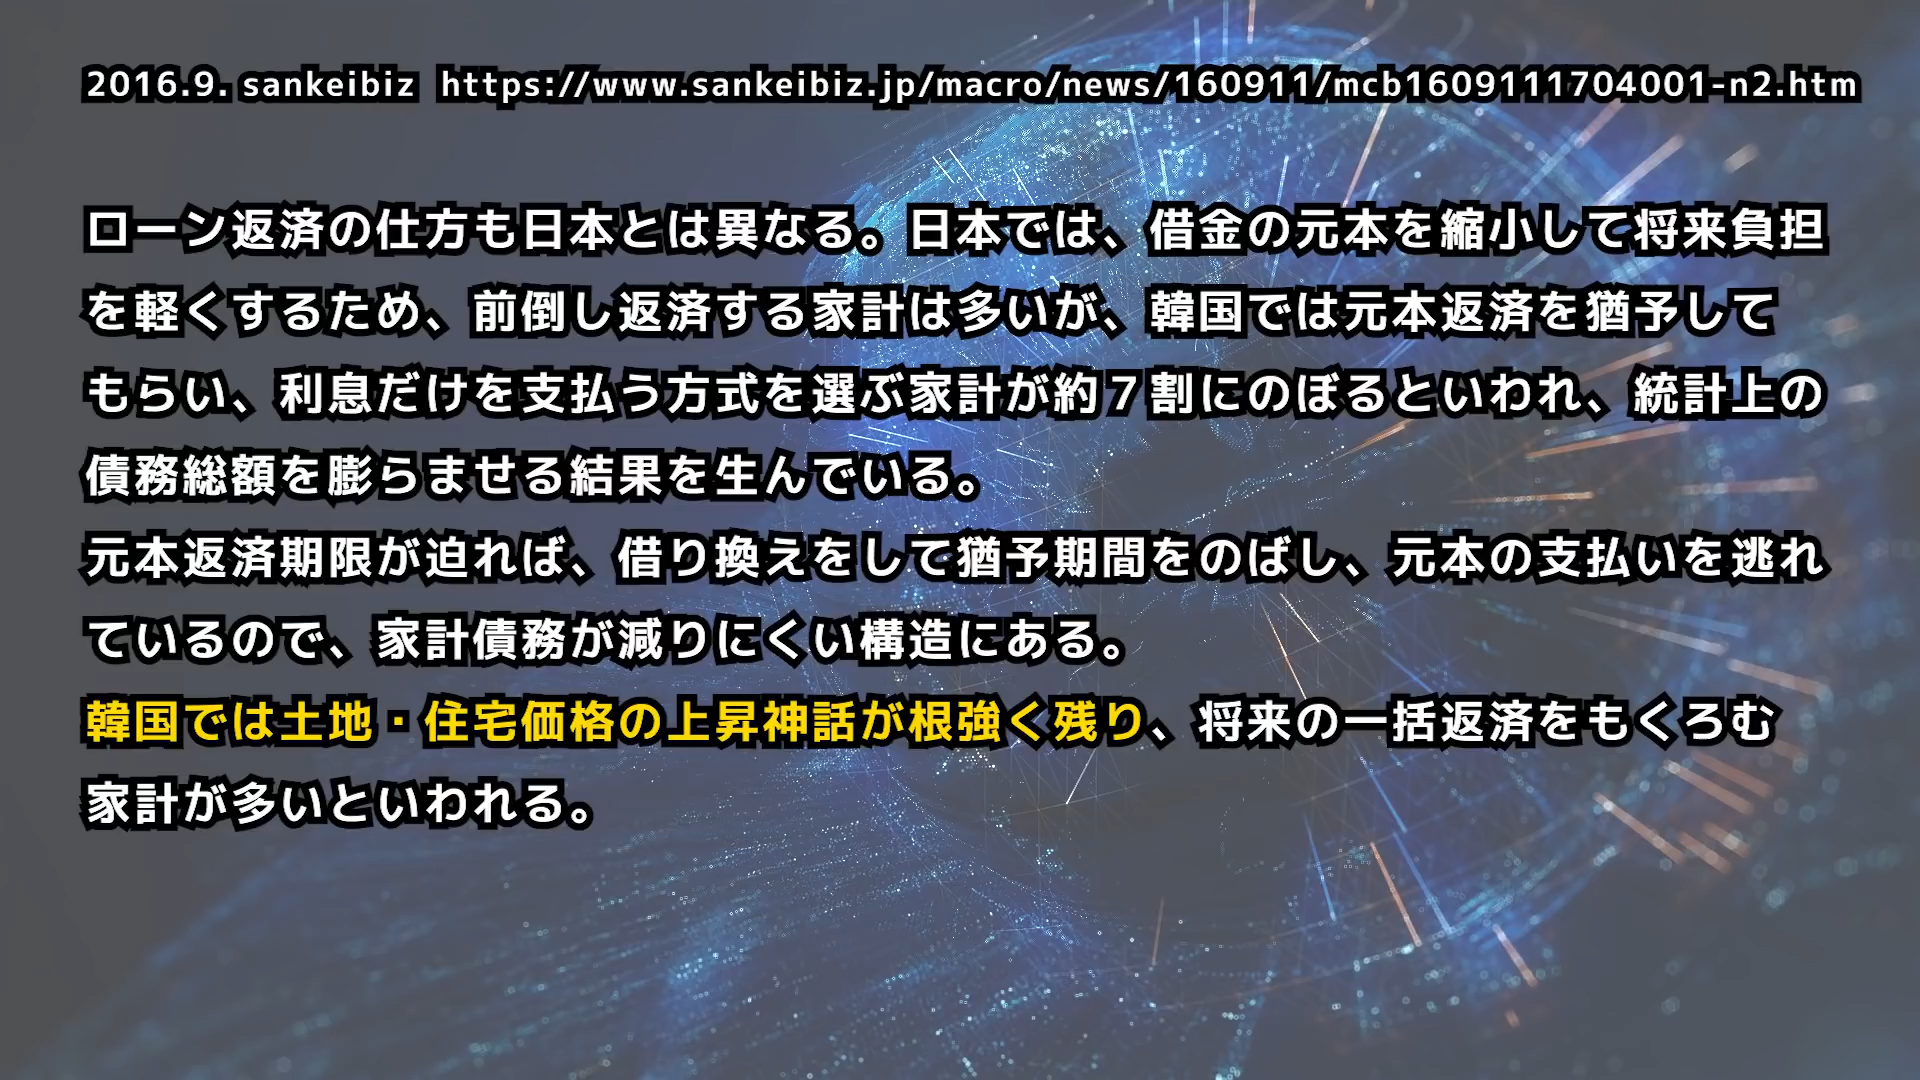 2016.9. sankeibiz https://www.sankeibiz.jp/macro/news/160911/mcb1609111704001-n2.htm
ローン返済の仕方も日本とは異なる。日本では、借金の元本を縮小して将来負担
を軽くするため、前倒し返済する家計は多いが、韓国では元本返済を猶予して
もらい、利息だけを支払う方式を選ぶ家計が約７割にのぼるといわれ、統計上の
債務総額を膨らませる結果を生んでいる。
元本返済期限が迫れば、借り換えをして猶予期間をのばし、元本の支払いを逃れ
ているので、家計債務が減りにくい構造にある。
韓国では土地・住宅価格の上昇神話が根強く残り、将来の一括返済をもくろむ
家計が多いといわれる。